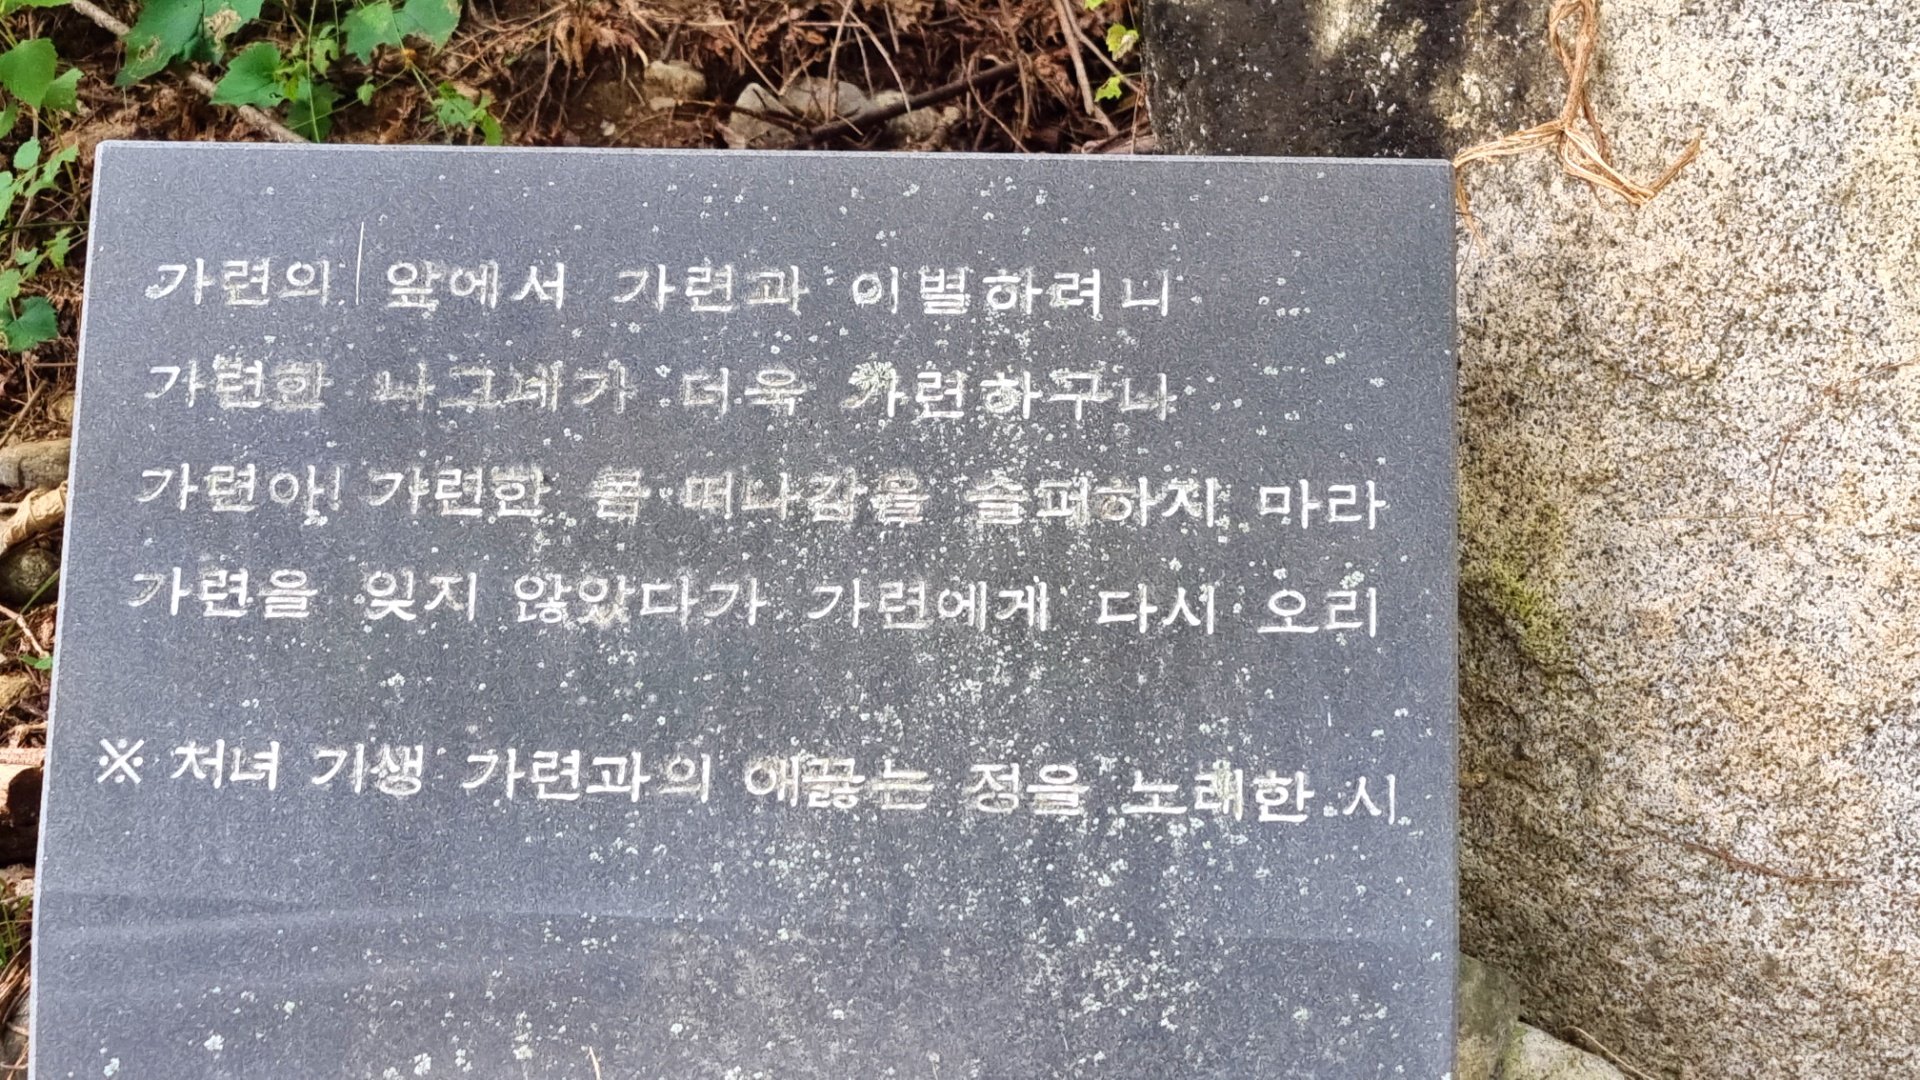 가련의 앞에서 가련과 이별하려니
가련한 나그네가 더욱 가련하구나
가련아! 가련한 몸 떠나감을 슬퍼하지 마라
가련을 잊지 않았다가 가련에게 다시 오리
※ 처녀 기생 가련과의 애끓는 정을 노래한 시